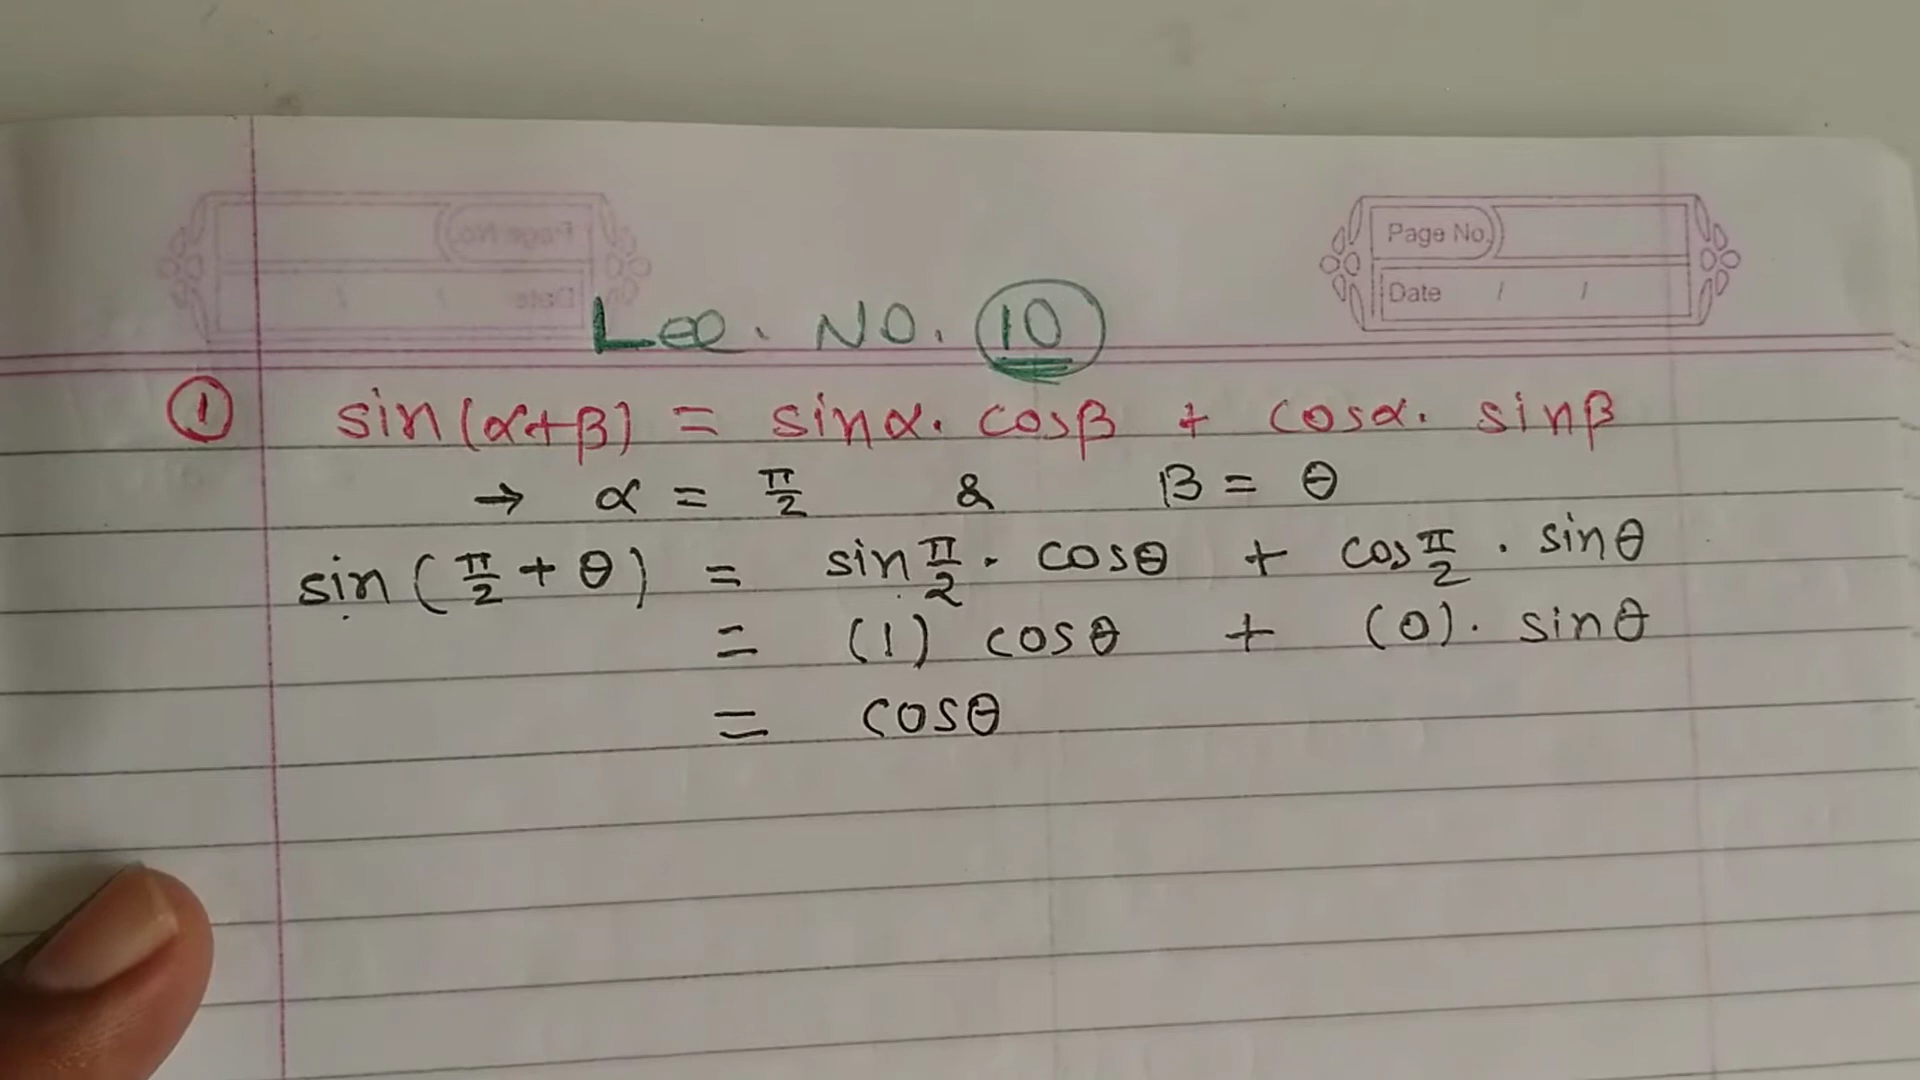 Page No.
Date / /
Lec. No. 10
① sin(α+β) = sinα. cosβ + cosα. sinβ
→ α = π/2 & β = θ
sin(π/2 + θ) = sin π/2 . cosθ + cos π/2 . sinθ
= (1) cosθ + (0). sinθ
= cosθ